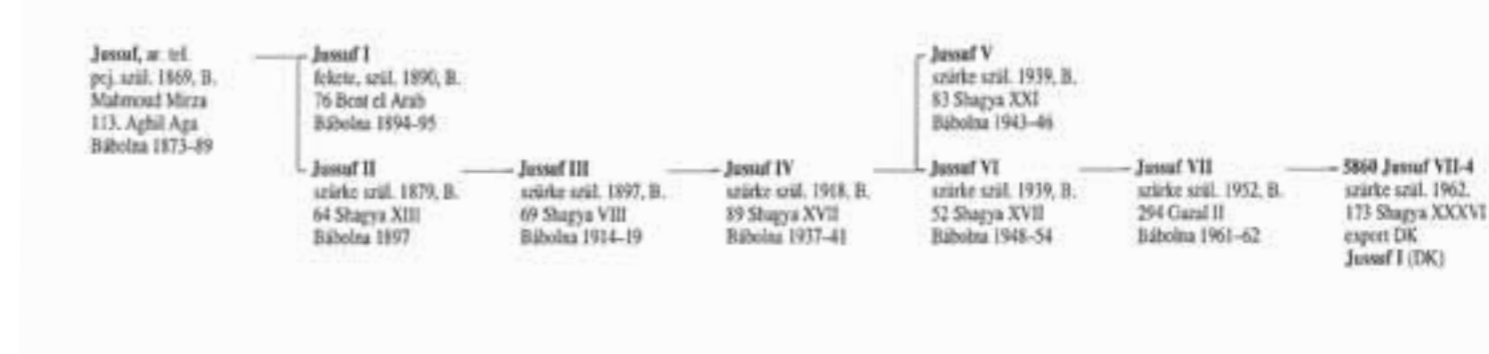 Jussuf, ar. tel.
pej. szül. 1869, B.
Mahmoud Mirza
113. Aghil Aga
Bábolna 1873–89
Jussuf I
fekete, szül. 1890, B.
76 Bent el Arab
Bábolna 1894–95
Jussuf II
szürke szül. 1879, B.
64 Shagya XIII
Bábolna 1897
Jussuf III
szürke szül. 1897, B.
69 Shagya VIII
Bábolna 1914–19
Jussuf IV
szürke szül. 1918, B.
89 Shagya XVII
Bábolna 1937–41
Jussuf V
szürke szül. 1939, B.
83 Shagya XXI
Bábolna 1943–46
Jussuf VI
szürke szül. 1939, B.
52 Shagya XVII
Bábolna 1948–54
Jussuf VII
szürke szül. 1952, B.
294 Gazal II
Bábolna 1961–62
5860 Jussuf VII-4
szürke szül. 1962.
173 Shagya XXXVI
export DK
Jussuf I (DK)